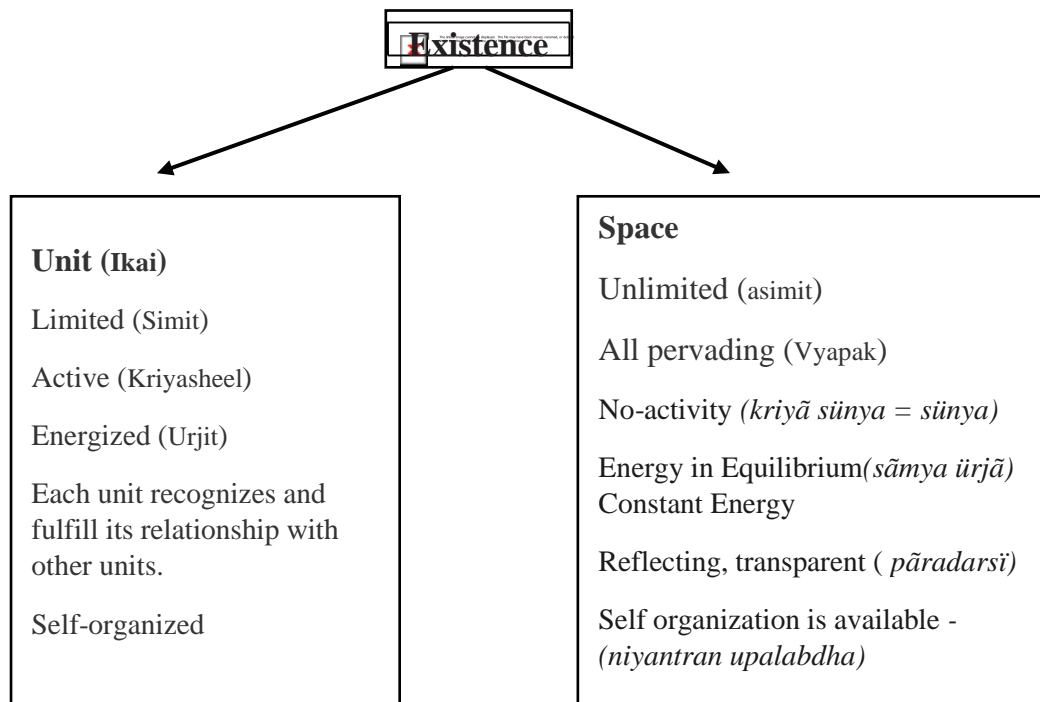 Existence
Unit (Ikai)
Limited (Simit)
Active (Kriyasheel)
Energized (Urjit)
Each unit recognizes and
fulfill its relationship with
other units.
Self-organized
Space
Unlimited (asimit)
All pervading (Vyapak)
No-activity (kriyã sünya = sünya)
Energy in Equilibrium(sãmya ürjã)
Constant Energy
Reflecting, transparent ( pãradarsï)
Self organization is available -
(niyantran upalabdha)